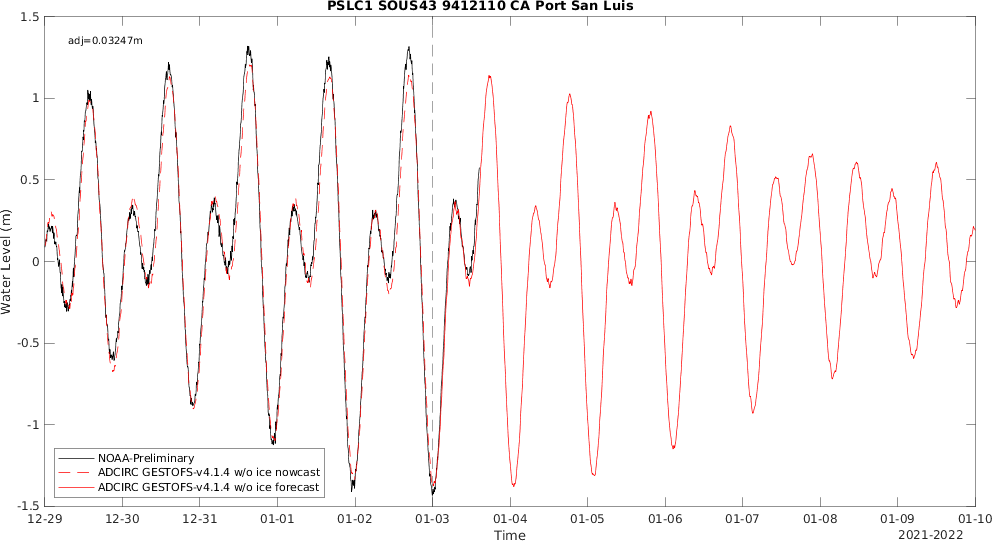 PSLC1 SOUS43 9412110 CA Port San Luis
adj=0.03247m
1.5
1
0.5
0
-0.5
-1
-1.5
Water Level (m)
NOAA-Preliminary
ADCIRC GESTOFS-v4.1.4 w/o ice nowcast
ADCIRC GESTOFS-v4.1.4 w/o ice forecast
12-29 12-30 12-31 01-01 01-02 01-03 01-04 01-05 01-06 01-07 01-08 01-09 01-10
Time
2021-2022